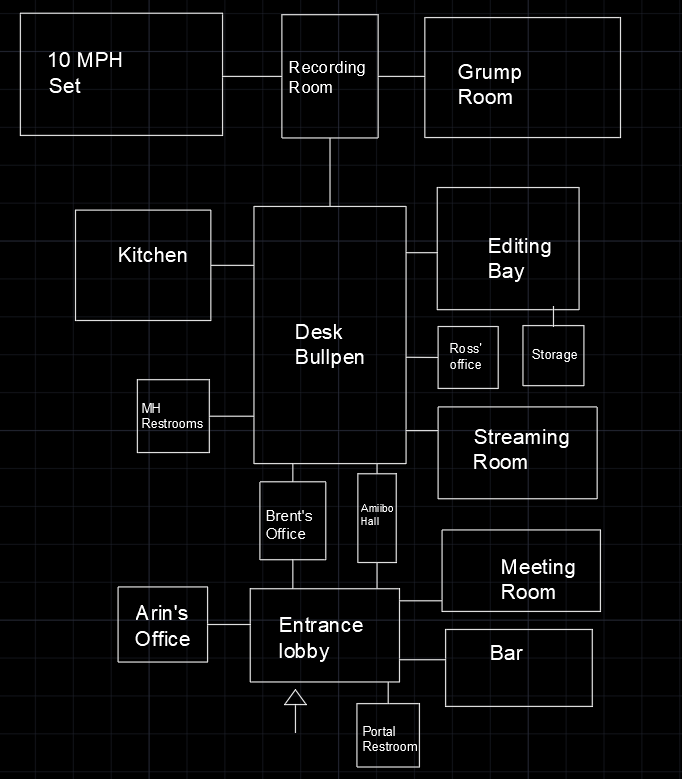 10 MPH
Set
Recording
Room
Grump
Room
Kitchen
Editing
Bay
Desk
Bullpen
Ross'
office
Storage
MH
Restrooms
Streaming
Room
Brent's
Office
Amiibo
Hall
Meeting
Room
Arin's
Office
Entrance
lobby
Bar
Portal
Restroom